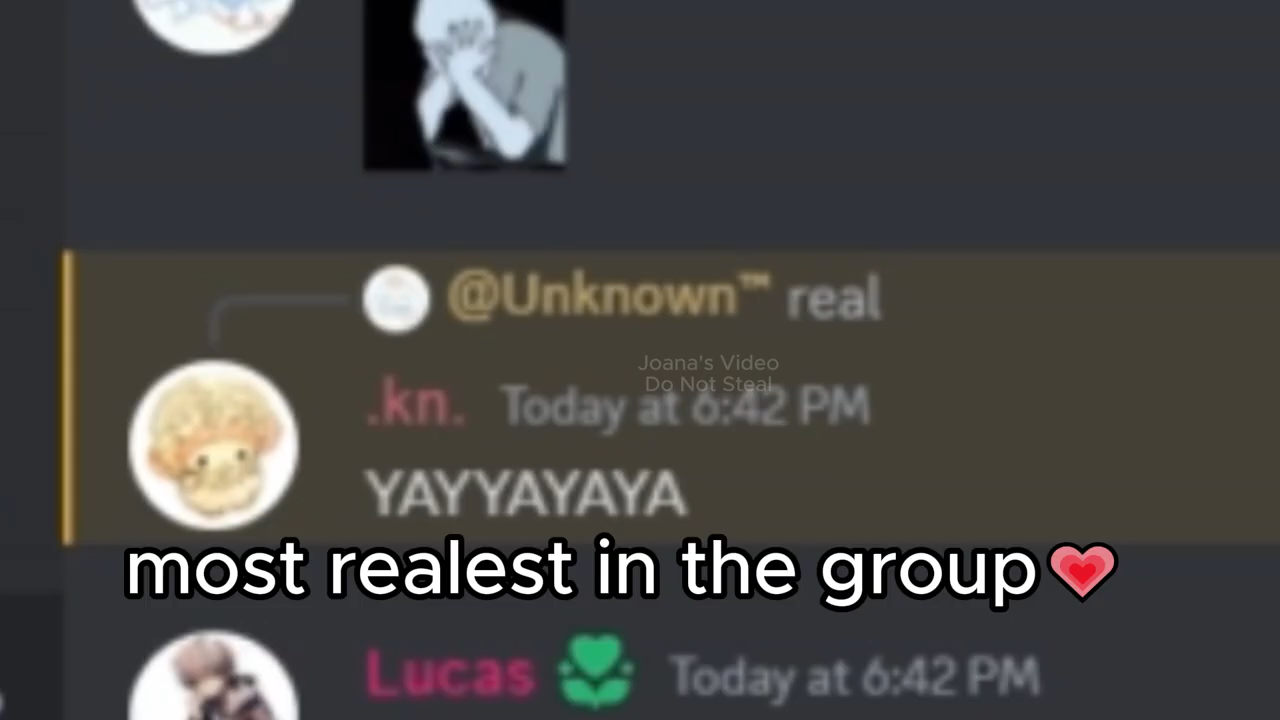 @Unknown™ real
Joana's Video
Do Not Steal
.kn. Today at 6:42 PM
YAYYAYAYA
most realest in the group💗
Lucas Today at 6:42 PM